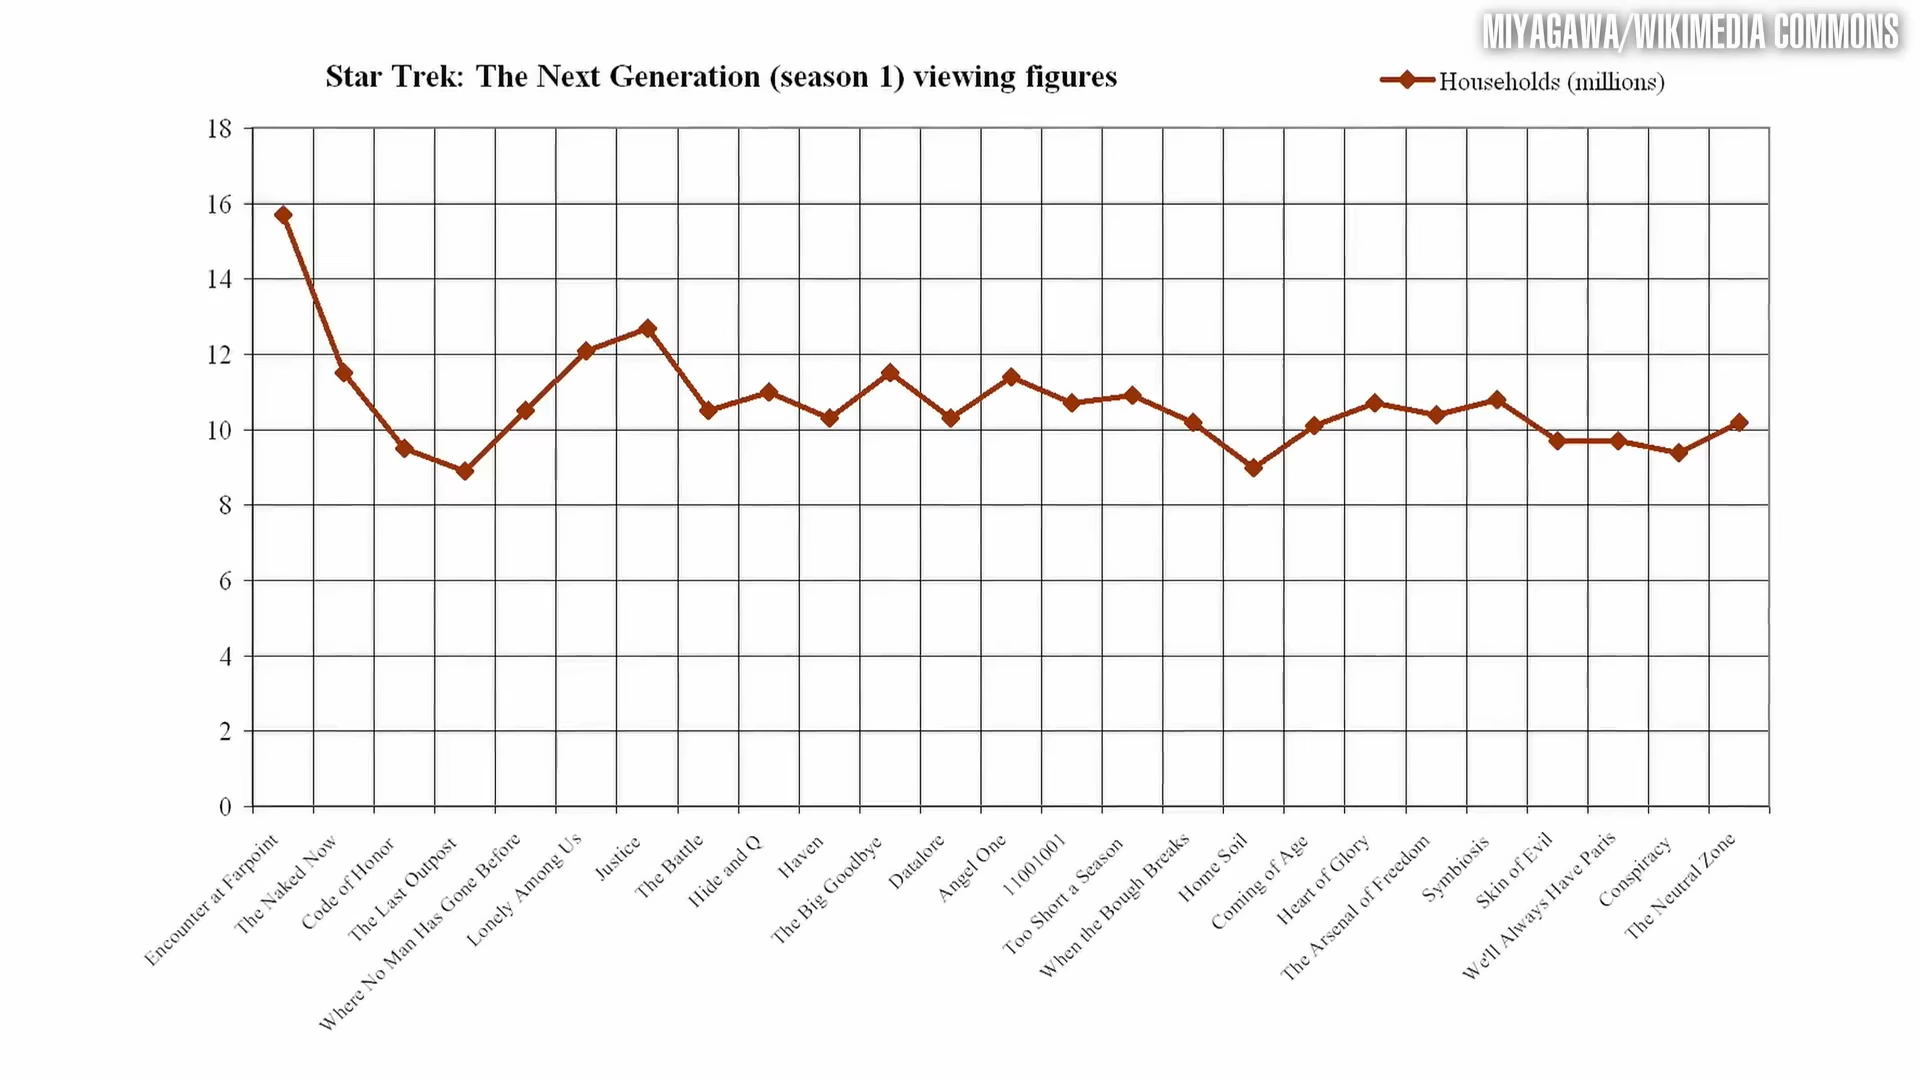 MIYAGAWA/WIKIMEDIA COMMONS
Star Trek: The Next Generation (season 1) viewing figures
Households (millions)
18
16
14
12
10
8
6
4
2
0
Encounter at Farpoint
The Naked Now
Code of Honor
The Last Outpost
Where No Man Has Gone Before
Lonely Among Us
Justice
The Battle
Hide and Q
Haven
The Big Goodbye
Datalore
Angel One
11001001
Too Short a Season
When the Bough Breaks
Home Soil
Coming of Age
Heart of Glory
The Arsenal of Freedom
Symbiosis
Skin of Evil
We'll Always Have Paris
Conspiracy
The Neutral Zone